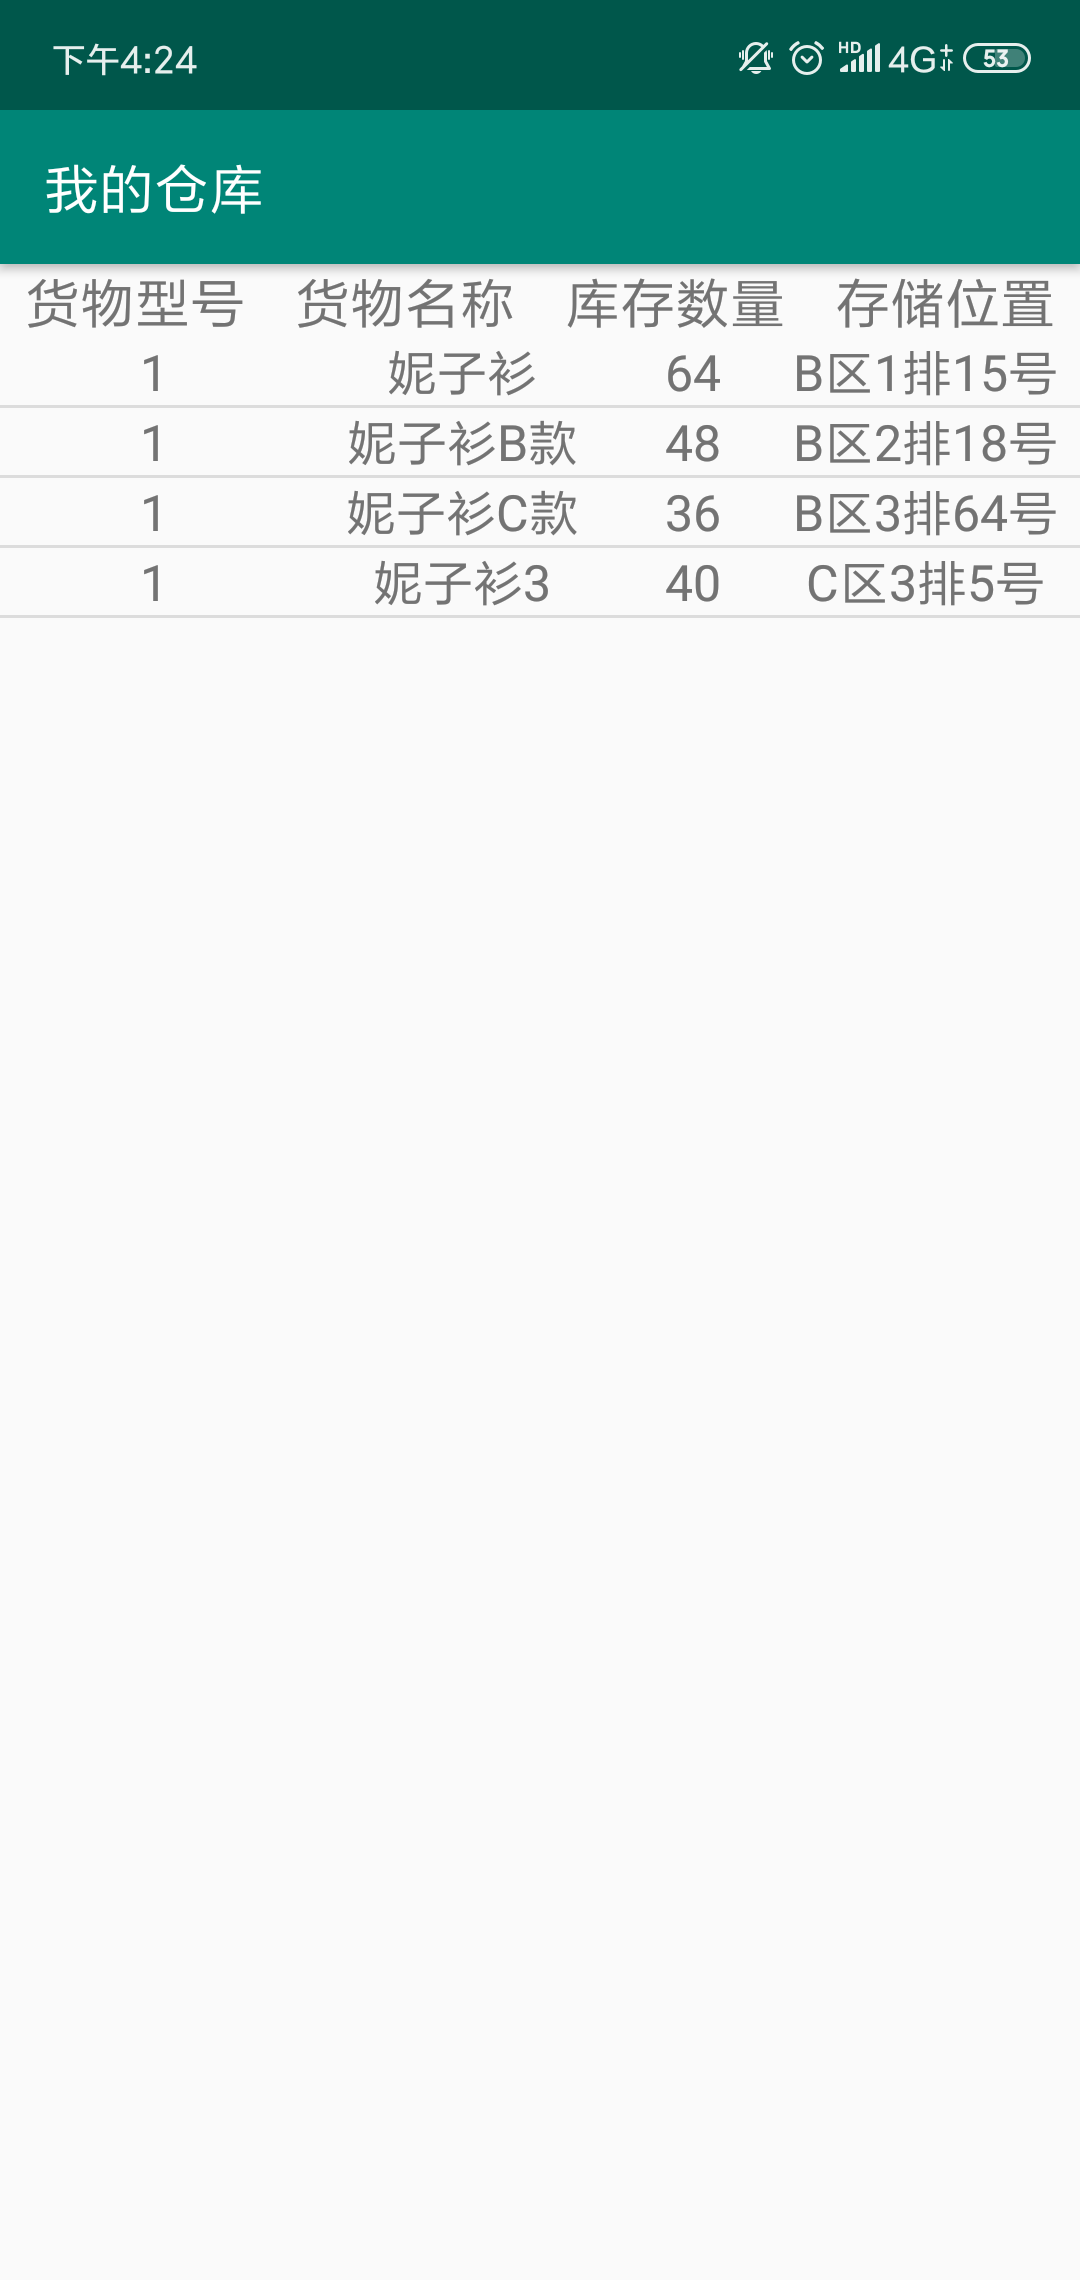 下午4:24 HD 4G+ 53
我的仓库
货物型号 货物名称 库存数量 存储位置
1 妮子衫 64 B区1排15号
1 妮子衫B款 48 B区2排18号
1 妮子衫C款 36 B区3排64号
1 妮子衫3 40 C区3排5号